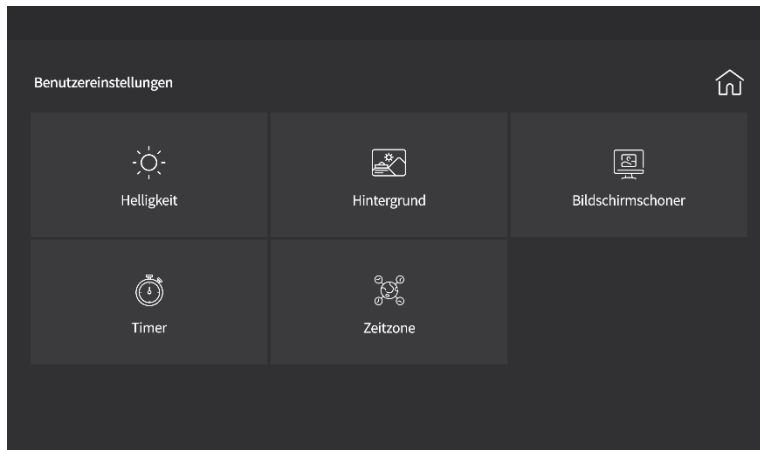 Benutzereinstellungen
Helligkeit
Hintergrund
Bildschirmschoner
Timer
Zeitzone